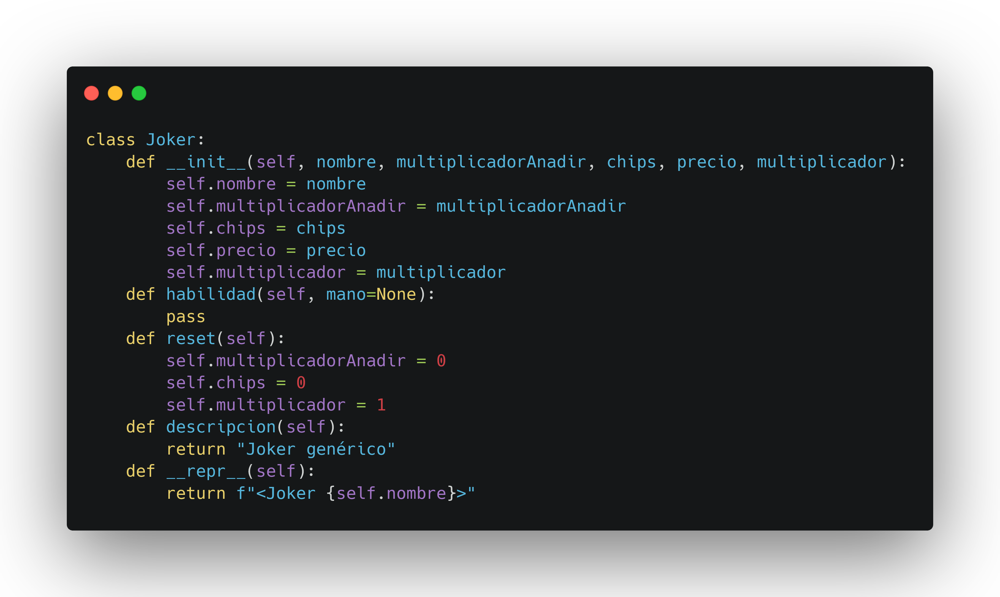 class Joker:
    def __init__(self, nombre, multiplicadorAnadir, chips, precio, multiplicador):
        self.nombre = nombre
        self.multiplicadorAnadir = multiplicadorAnadir
        self.chips = chips
        self.precio = precio
        self.multiplicador = multiplicador
    def habilidad(self, mano=None):
        pass
    def reset(self):
        self.multiplicadorAnadir = 0
        self.chips = 0
        self.multiplicador = 1
    def descripcion(self):
        return "Joker genérico"
    def __repr__(self):
        return f"<Joker {self.nombre}>"